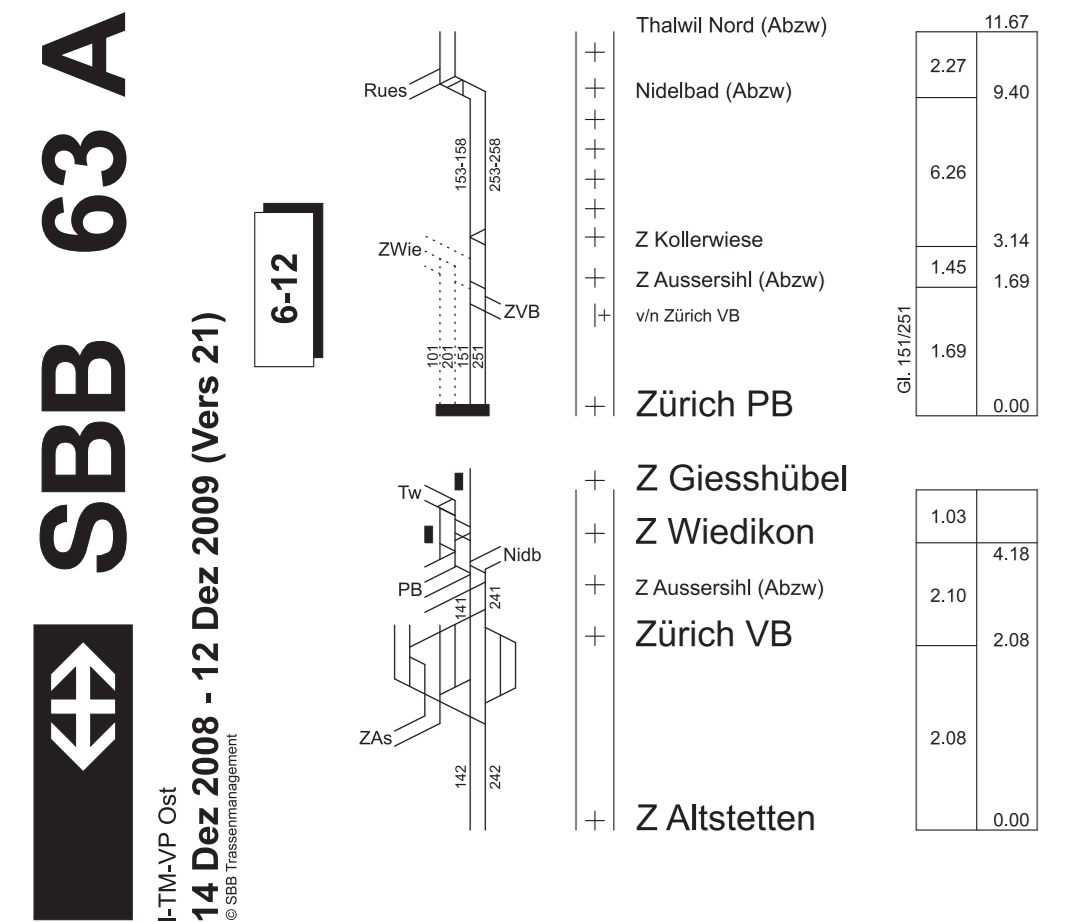 SBB 63 A
I-TM-VP Ost
14 Dez 2008 - 12 Dez 2009 (Vers 21)
© SBB Trassenmanagement
6-12
Thalwil Nord (Abzw)
11.67
2.27
Rues
Nidelbad (Abzw)
9.40
153-158
253-258
6.26
ZWie
Z Kollerwiese
3.14
1.45
Z Aussersihl (Abzw)
1.69
ZVB
v/n Zürich VB
101
201
151
251
Gl. 151/251
1.69
Zürich PB
0.00
Z Giesshübel
Tw
1.03
Z Wiedikon
4.18
Nidb
PB
Z Aussersihl (Abzw)
2.10
141
241
Zürich VB
2.08
ZAs
2.08
142
242
Z Altstetten
0.00